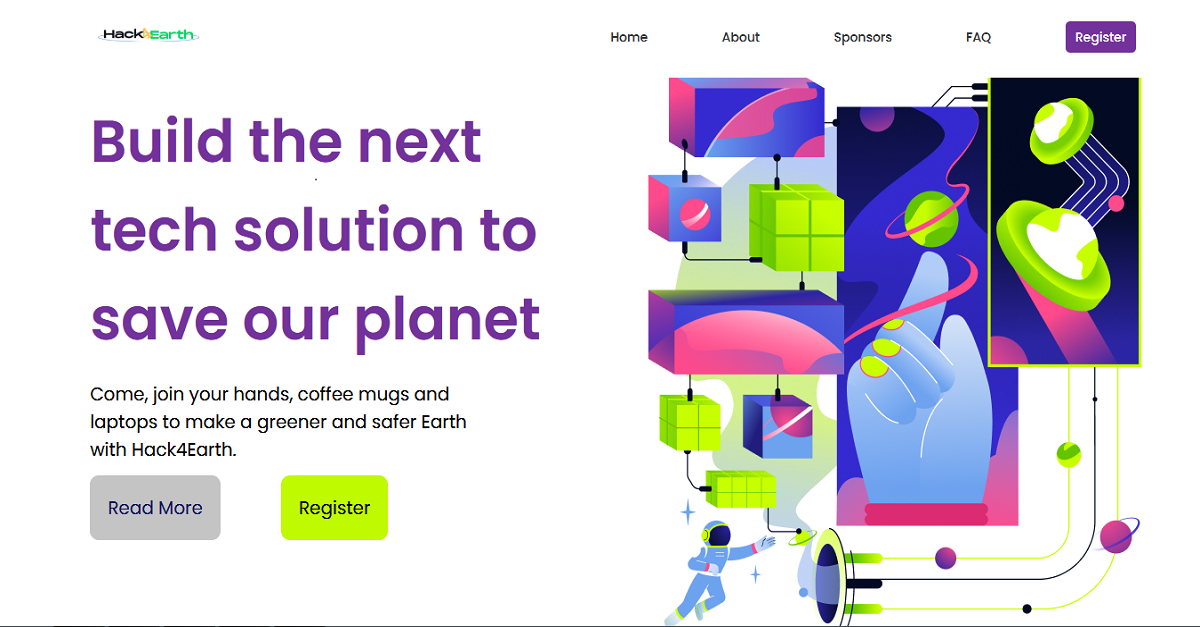 Hack4Earth
Home
About
Sponsors
FAQ
Register
Build the next
tech solution to
save our planet
Come, join your hands, coffee mugs and
laptops to make a greener and safer Earth
with Hack4Earth.
Read More
Register